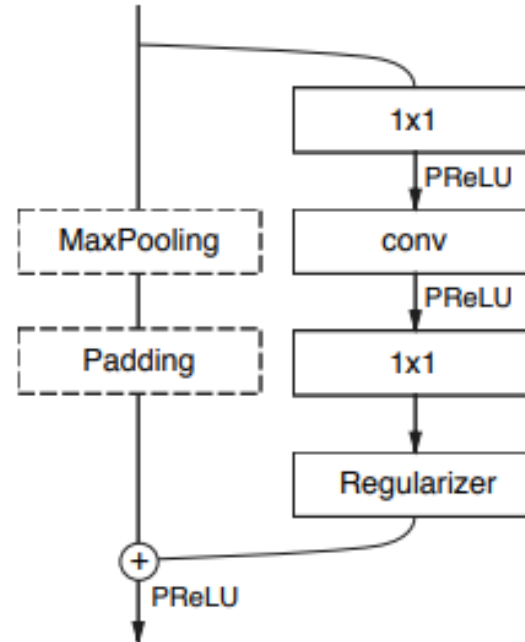 1x1
PReLU
MaxPooling
conv
PReLU
Padding
1x1
Regularizer
+
PReLU